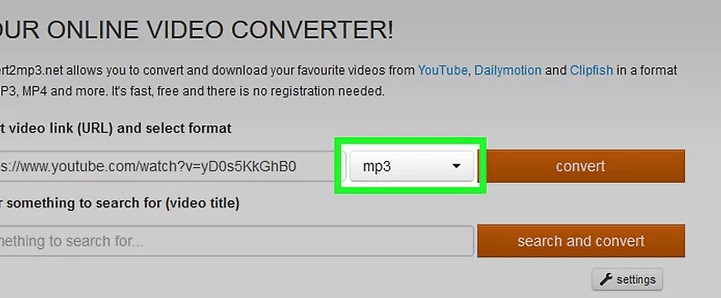 OUR ONLINE VIDEO CONVERTER!
ert2mp3.net allows you to convert and download your favourite videos from YouTube, Dailymotion and Clipfish in a format
P3, MP4 and more. It's fast, free and there is no registration needed.
t video link (URL) and select format
s://www.youtube.com/watch?v=yD0s5KkGhB0 mp3 convert
r something to search for (video title)
nething to search for... search and convert
settings